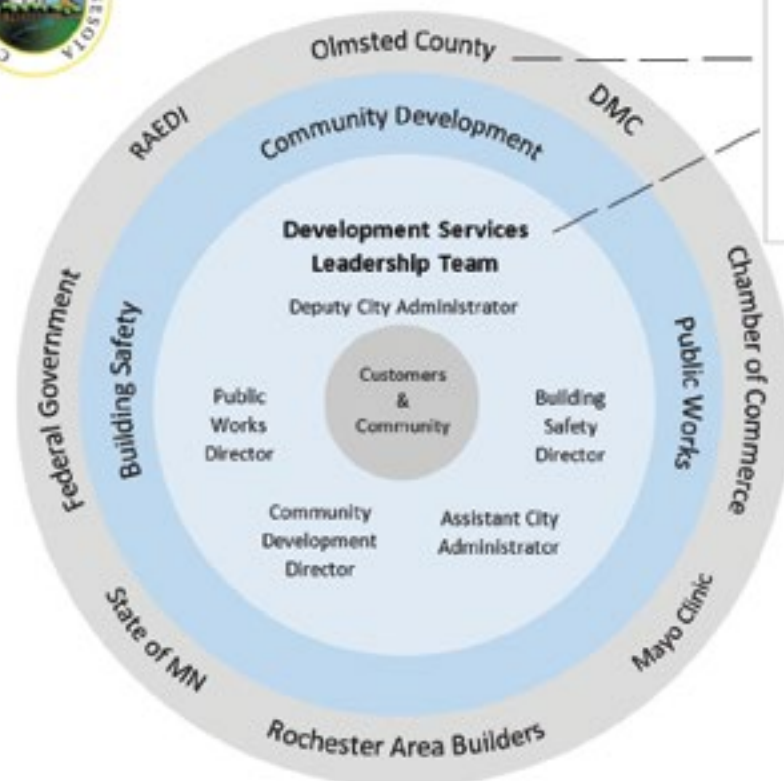 ESOTA
Olmsted County
DMC
Chamber of Commerce
Mayo Clinic
Rochester Area Builders
State of MN
Federal Government
RAEDI
Community Development
Public Works
Building Safety
Development Services
Leadership Team
Deputy City Administrator
Customers
&
Community
Public
Works
Director
Building
Safety
Director
Community
Development
Director
Assistant City
Administrator